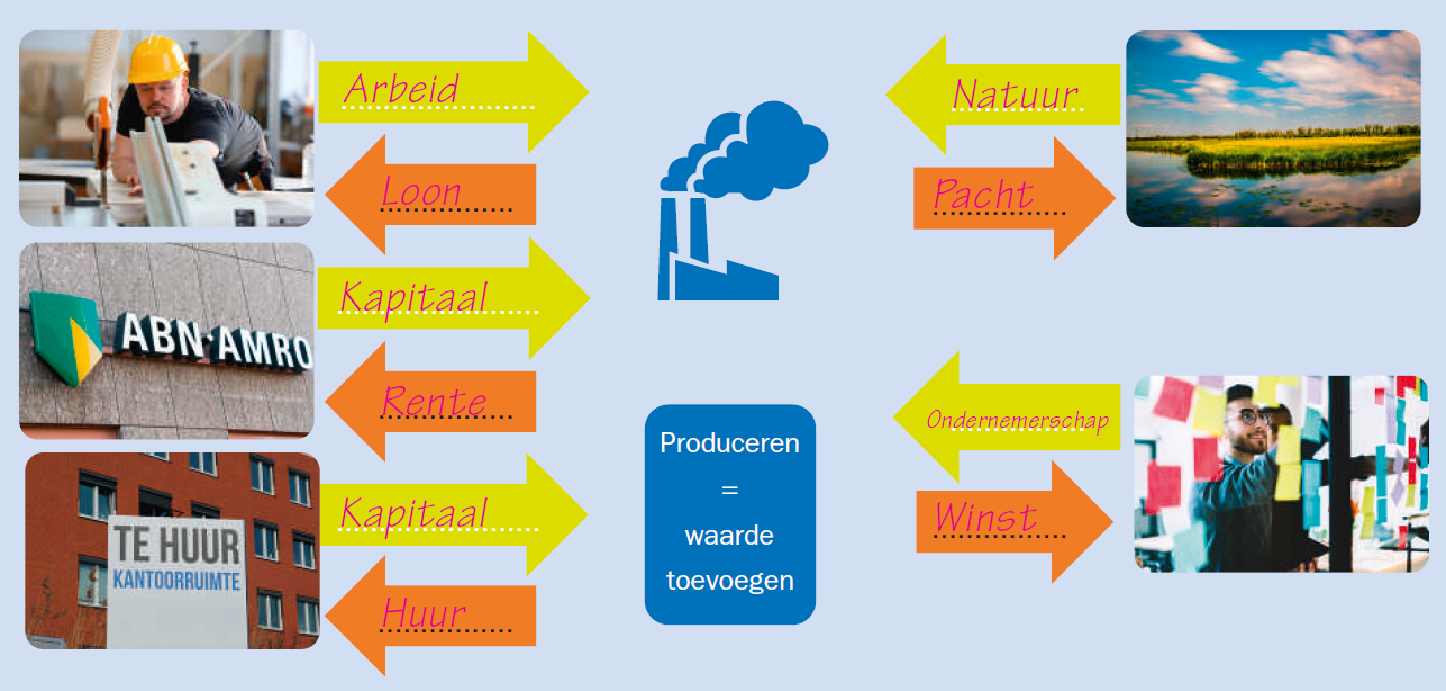 Arbeid
Loon
ABN·AMRO
Kapitaal
Rente
TE HUUR
KANTOORRUIMTE
Kapitaal
Huur
Produceren
=
waarde
toevoegen
Natuur
Pacht
Ondernemerschap
Winst